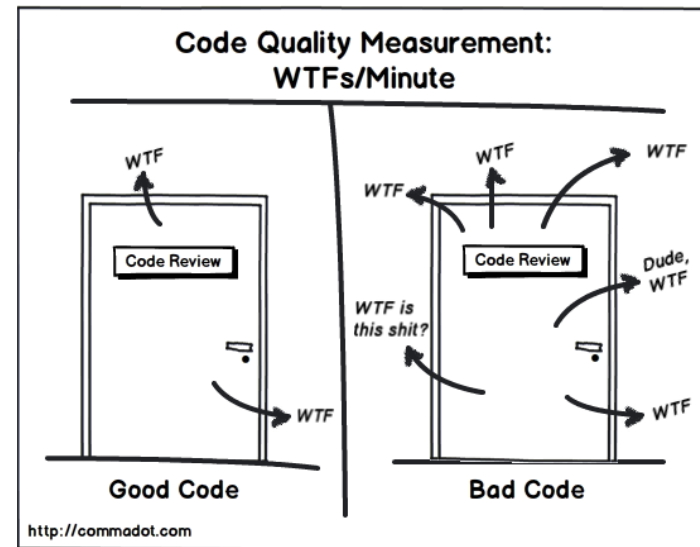 Code Quality Measurement:
WTFs/Minute
WTF
Code Review
WTF
Good Code
WTF
WTF
WTF
Code Review
Dude,
WTF
WTF is
this shit?
WTF
Bad Code
http://commadot.com